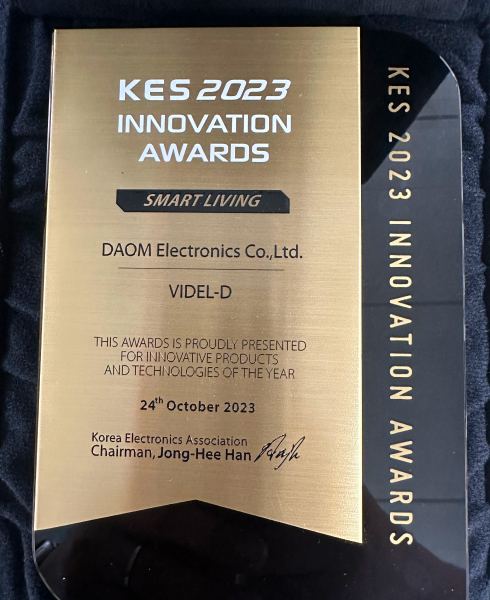 KES 2023
INNOVATION
AWARDS
SMART LIVING
DAOM Electronics Co.,Ltd.
VIDEL-D
THIS AWARDS IS PROUDLY PRESENTED
FOR INNOVATIVE PRODUCTS
AND TECHNOLOGIES OF THE YEAR
24th October 2023
Korea Electronics Association
Chairman, Jong-Hee Han
KES 2023 INNOVATION AWARDS